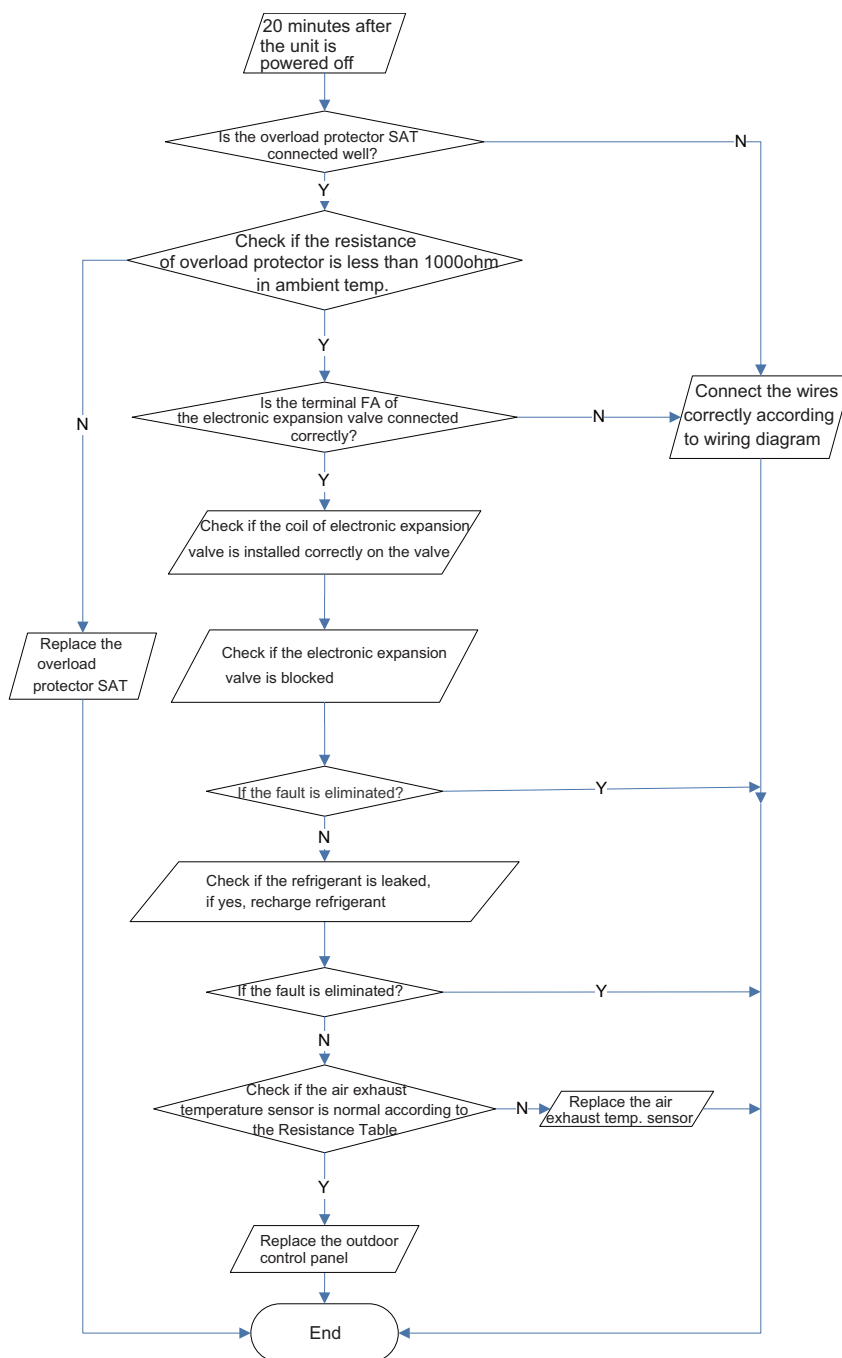 20 minutes after
the unit is
powered off
Is the overload protector SAT
connected well?
N
Y
Check if the resistance
of overload protector is less than 1000ohm
in ambient temp.
Y
Is the terminal FA of
the electronic expansion valve connected
correctly?
N
Connect the wires
correctly according
to wiring diagram
N
Y
Check if the coil of electronic expansion
valve is installed correctly on the valve
Replace the
overload
protector SAT
Check if the electronic expansion
valve is blocked
If the fault is eliminated?
Y
N
Check if the refrigerant is leaked,
if yes, recharge refrigerant
If the fault is eliminated?
Y
N
Check if the air exhaust
temperature sensor is normal according to
the Resistance Table
N
Replace the air
exhaust temp. sensor
Y
Replace the outdoor
control panel
End